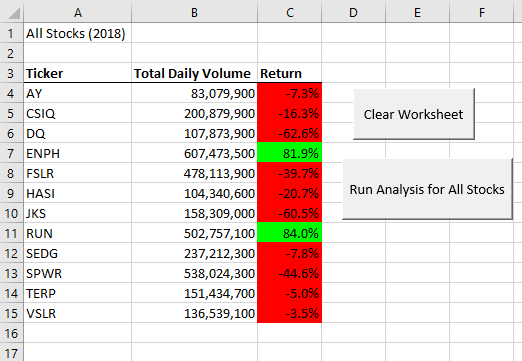 A B C D E F
1 All Stocks (2018)
2
3 Ticker Total Daily Volume Return
4 AY 83,079,900 -7.3%
5 CSIQ 200,879,900 -16.3%
Clear Worksheet
6 DQ 107,873,900 -62.6%
7 ENPH 607,473,500 81.9%
8 FSLR 478,113,900 -39.7%
9 HASI 104,340,600 -20.7%
Run Analysis for All Stocks
10 JKS 158,309,000 -60.5%
11 RUN 502,757,100 84.0%
12 SEDG 237,212,300 -7.8%
13 SPWR 538,024,300 -44.6%
14 TERP 151,434,700 -5.0%
15 VSLR 136,539,100 -3.5%
16
17